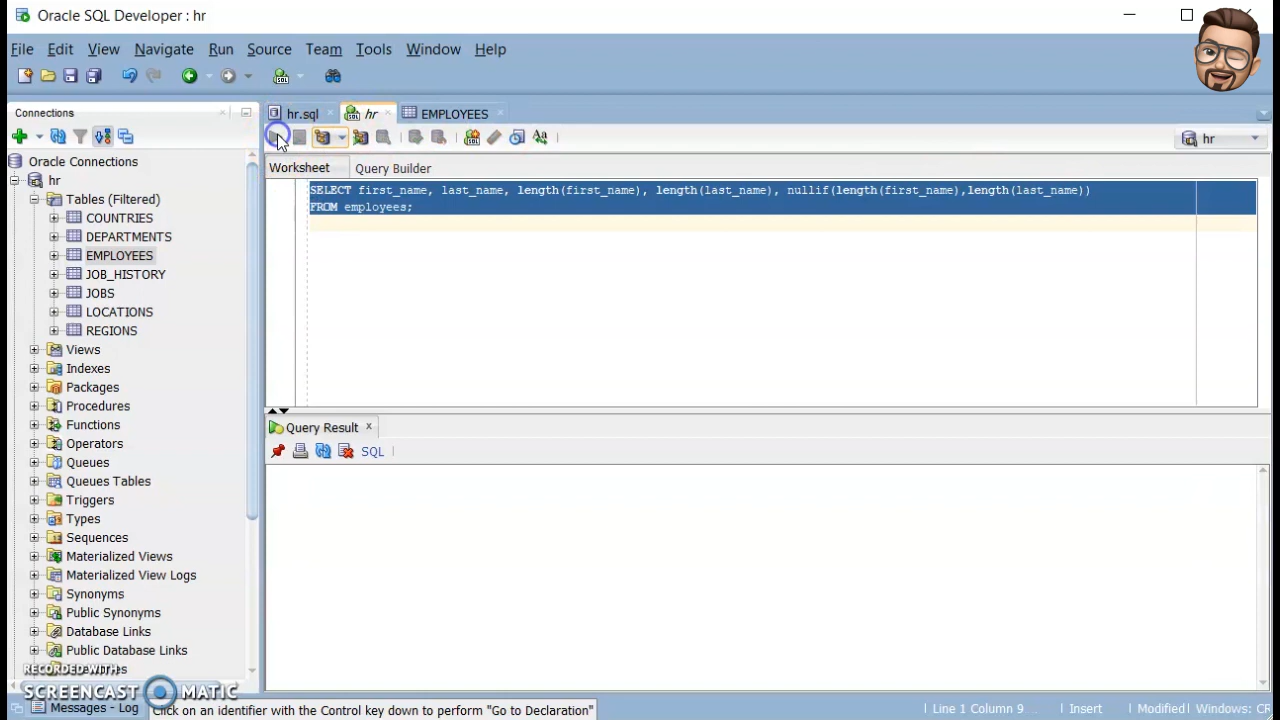 Oracle SQL Developer : hr
File Edit View Navigate Run Source Team Tools Window Help
Connections ×
hr.sql × hr × EMPLOYEES ×
hr
Worksheet Query Builder
Oracle Connections
hr
Tables (Filtered)
COUNTRIES
DEPARTMENTS
EMPLOYEES
JOB_HISTORY
JOBS
LOCATIONS
REGIONS
Views
Indexes
Packages
Procedures
Functions
Operators
Queues
Queues Tables
Triggers
Types
Sequences
Materialized Views
Materialized View Logs
Synonyms
Public Synonyms
Database Links
Public Database Links
SELECT first_name, last_name, length(first_name), length(last_name), nullif(length(first_name),length(last_name))
FROM employees;
Query Result ×
SQL
RECORDED WITH
SCREENCAST MATIC
Messages - Log
Click on an identifier with the Control key down to perform "Go to Declaration"
Line 1 Column 9 Insert Modified Windows: CR